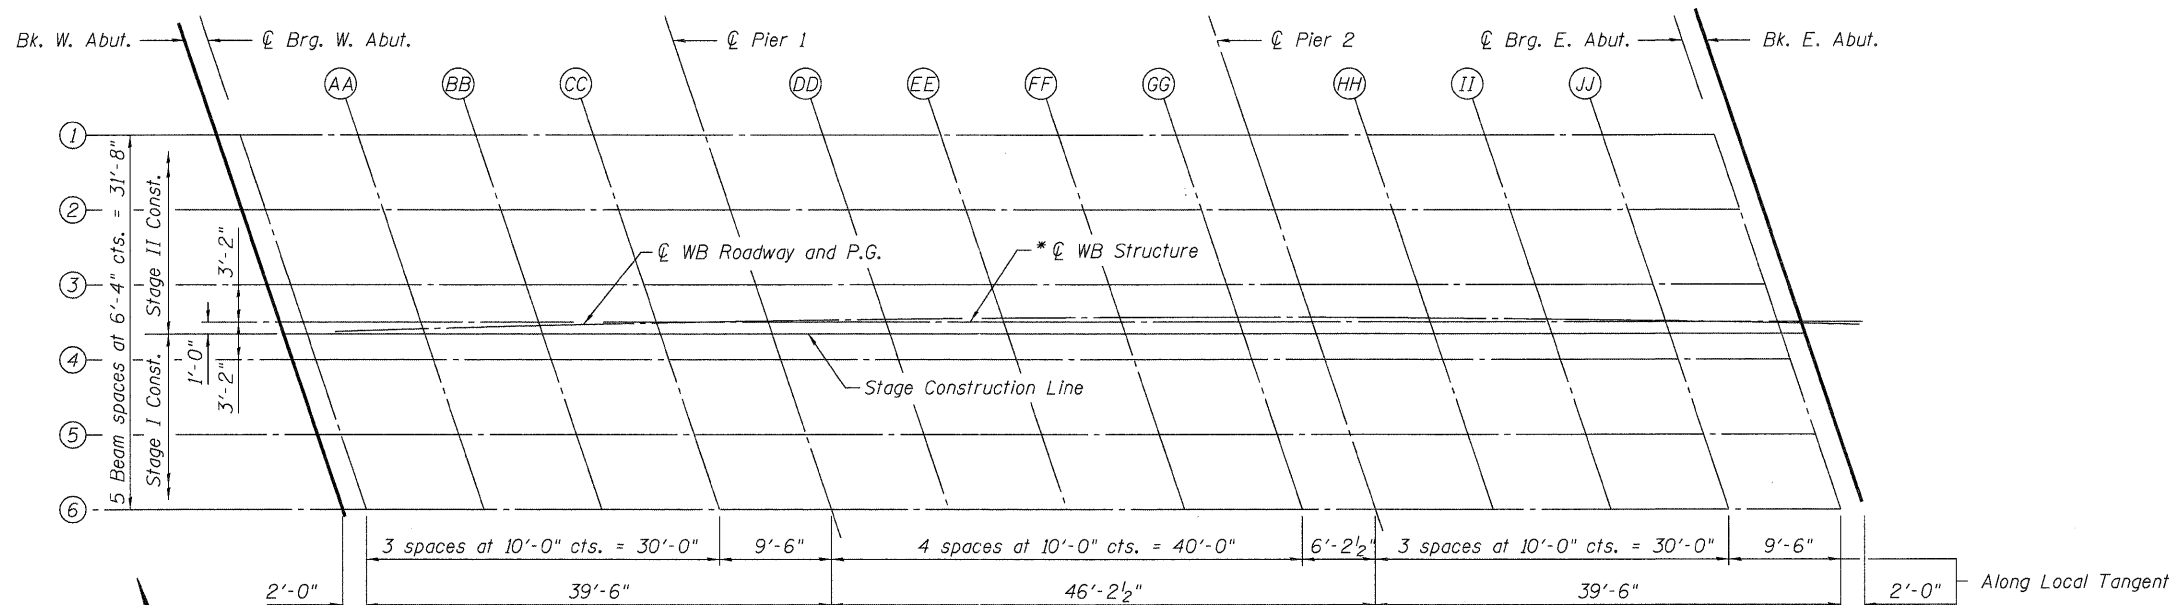 Bk. W. Abut.
℄ Brg. W. Abut.
℄ Pier 1
℄ Pier 2
℄ Brg. E. Abut.
Bk. E. Abut.
AA
BB
CC
DD
EE
FF
GG
HH
II
JJ
1
2
3
4
5
6
5 Beam spaces at 6'-4" cts. = 31'-8"
Stage II Const.
Stage I Const.
3'-2"
1'-0"
3'-2"
℄ WB Roadway and P.G.
* ℄ WB Structure
Stage Construction Line
3 spaces at 10'-0" cts. = 30'-0"
9'-6"
4 spaces at 10'-0" cts. = 40'-0"
6'-2½"
3 spaces at 10'-0" cts. = 30'-0"
9'-6"
2'-0"
39'-6"
46'-2½"
39'-6"
2'-0"
Along Local Tangent